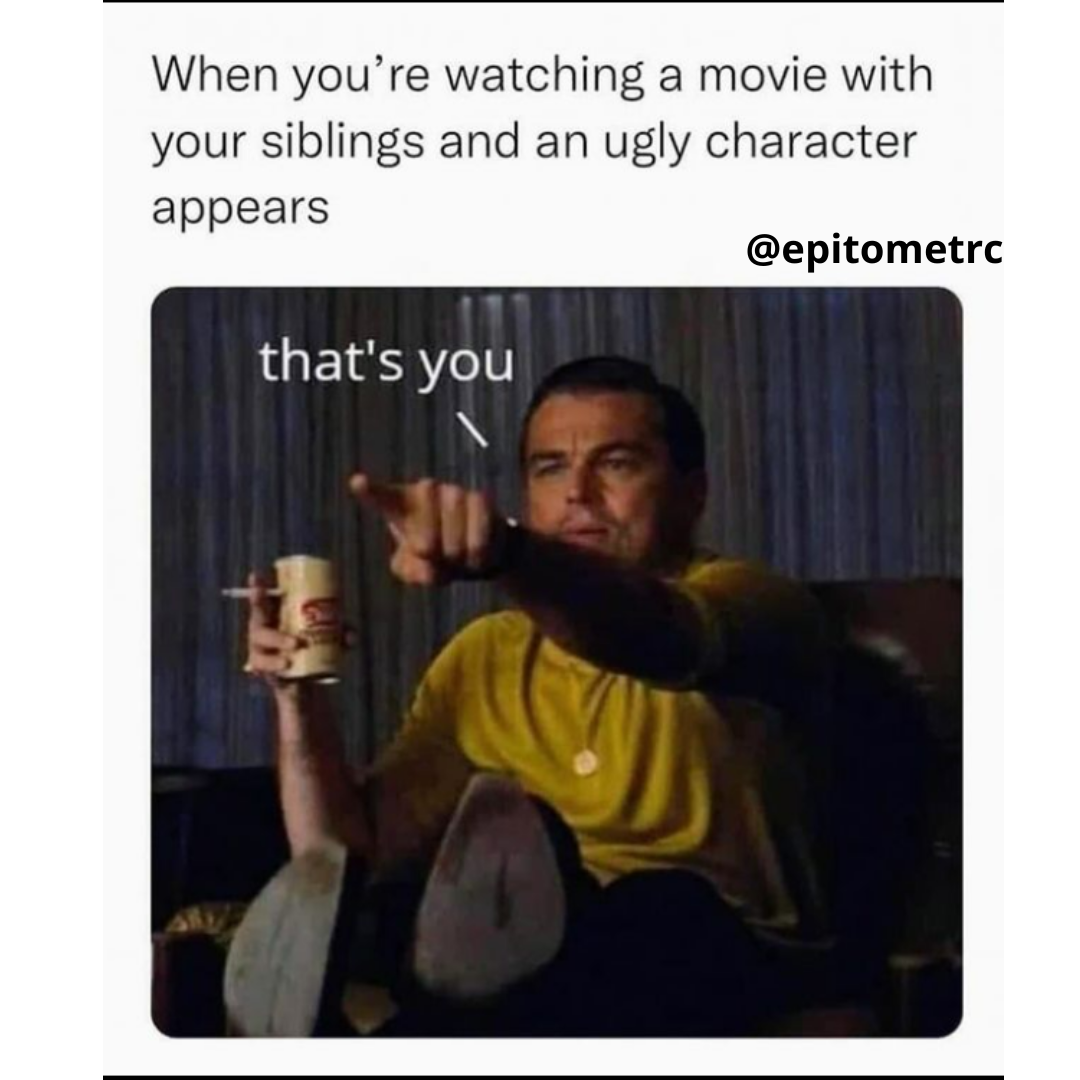 When you’re watching a movie with
your siblings and an ugly character
appears
@epitometrc
that's you